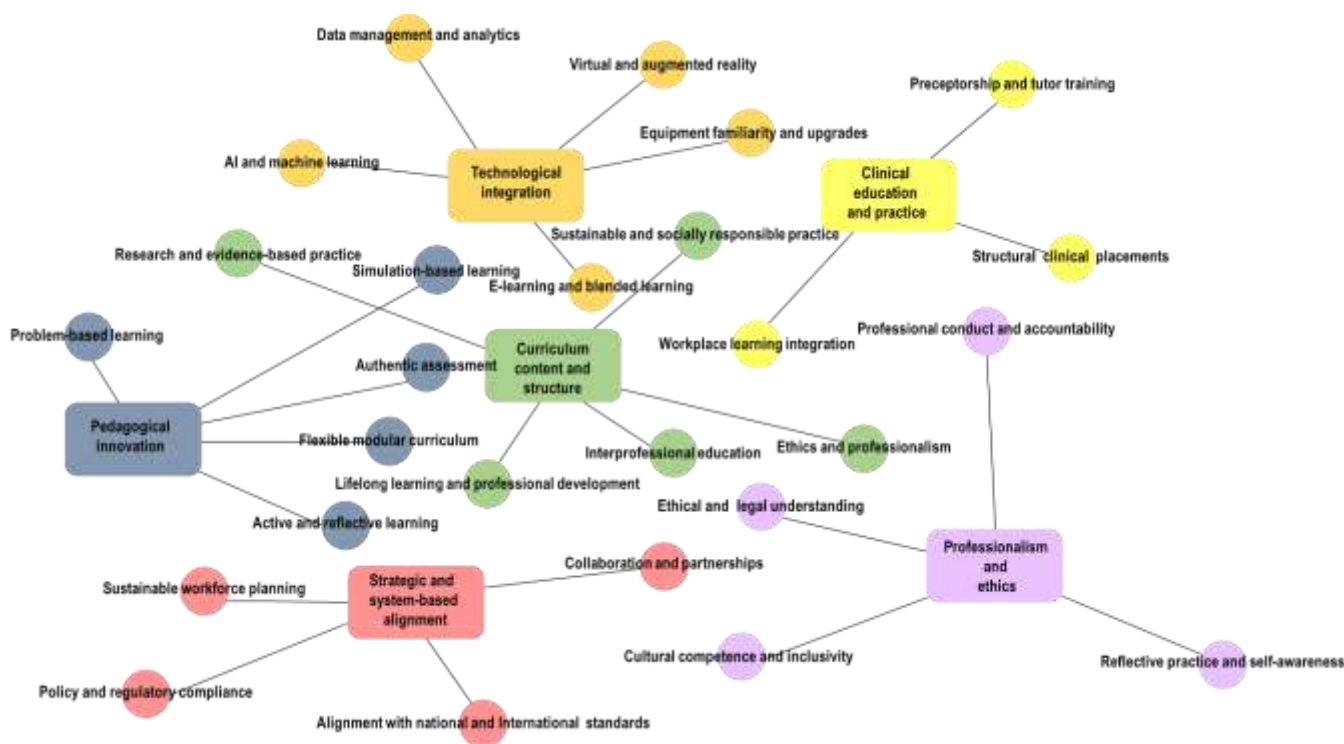 Data management and analytics
Virtual and augmented reality
Preceptorship and tutor training
Equipment familiarity and upgrades
AI and machine learning
Technological
integration
Clinical
education
and practice
Sustainable and socially responsible practice
Research and evidence-based practice
Simulation-based learning
Structural clinical placements
E-learning and blended learning
Professional conduct and accountability
Problem-based learning
Workplace learning integration
Curriculum
content and
structure
Authentic assessment
Pedagogical
innovation
Flexible modular curriculum
Ethics and professionalism
Interprofessional education
Lifelong learning and professional development
Ethical and legal understanding
Active and reflective learning
Professionalism
and
ethics
Collaboration and partnerships
Sustainable workforce planning
Strategic and
system-based
alignment
Cultural competence and inclusivity
Reflective practice and self-awareness
Policy and regulatory compliance
Alignment with national and international standards